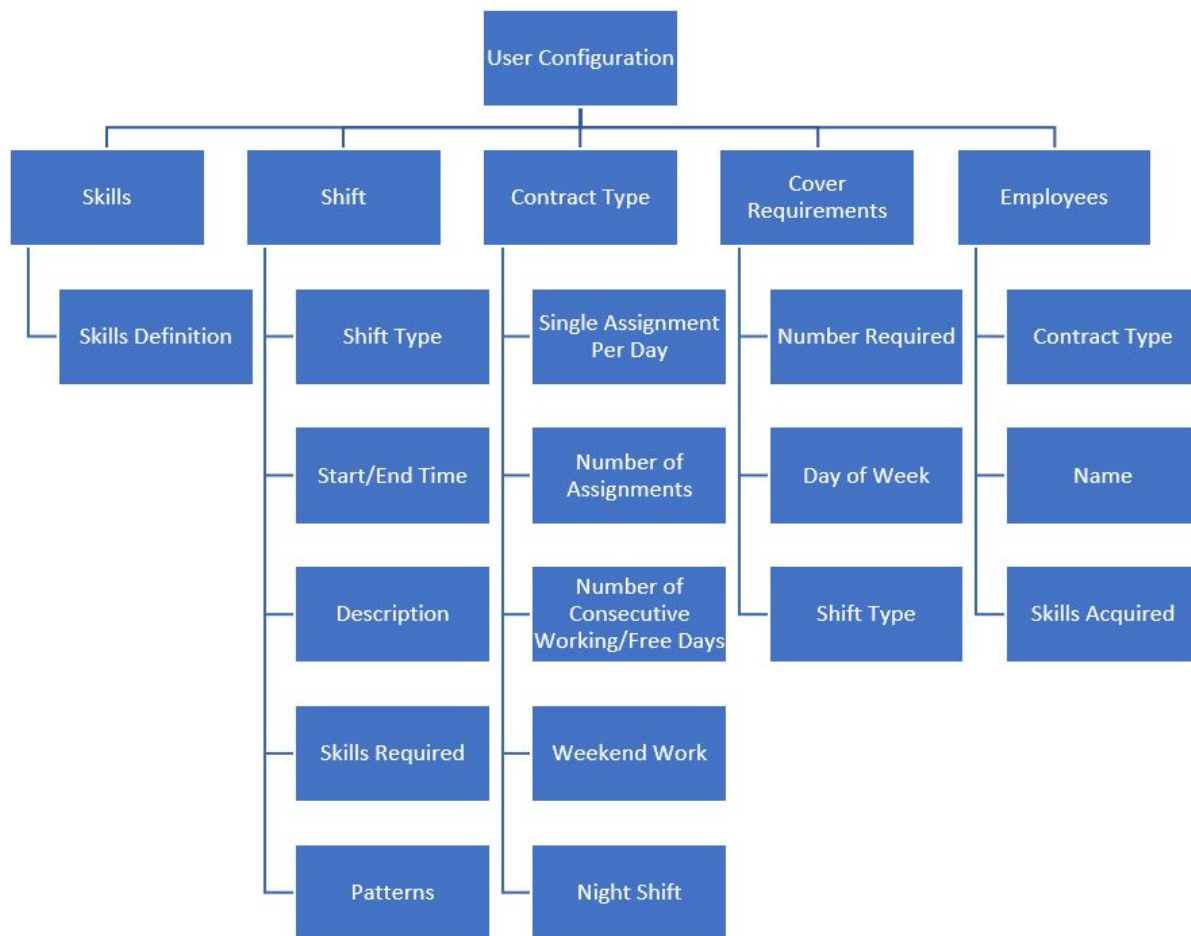 User Configuration
Skills
Shift
Contract Type
Cover
Requirements
Employees
Skills Definition
Shift Type
Start/End Time
Description
Skills Required
Patterns
Single Assignment
Per Day
Number of
Assignments
Number of
Consecutive
Working/Free Days
Weekend Work
Night Shift
Number Required
Day of Week
Shift Type
Contract Type
Name
Skills Acquired